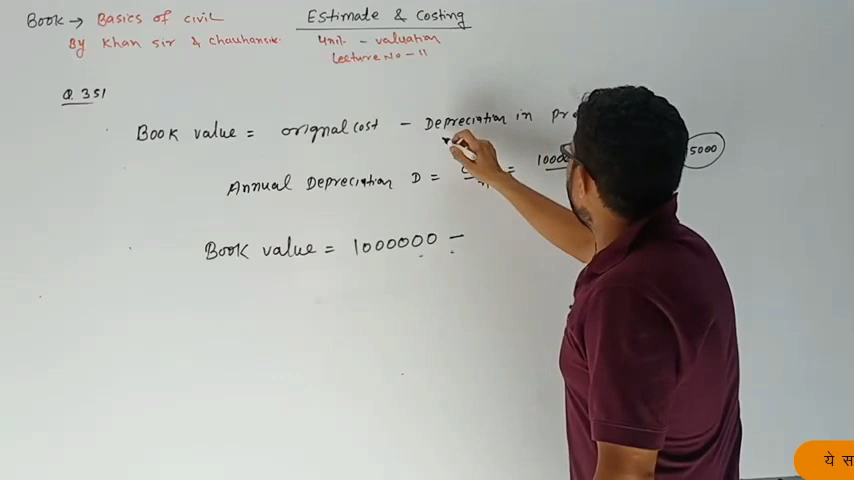 Book → Basics of civil
By Khan sir & Chauhansir.
Estimate & Costing
Unit - valuation
Lecture No - 11
Q. 351
Book value = orignal cost - Depreciation in
Annual Depreciation D =
5000
Book value = 1000000 -
ये